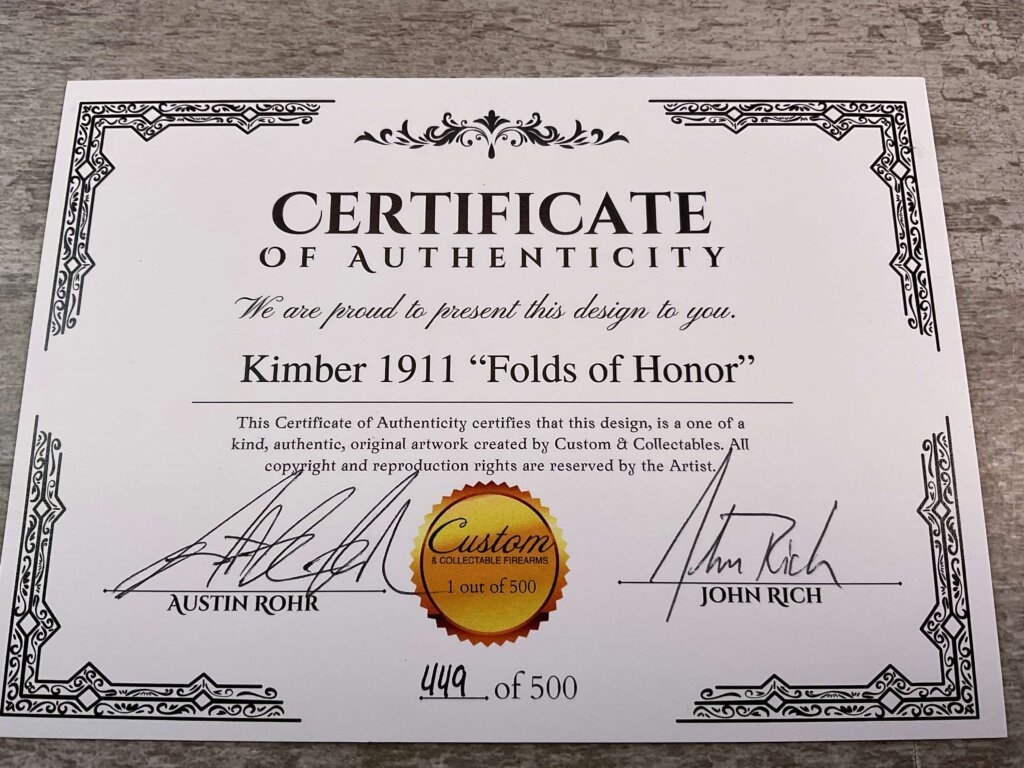 CERTIFICATE
OF AUTHENTICITY
We are proud to present this design to you.
Kimber 1911 “Folds of Honor”
This Certificate of Authenticity certifies that this design, is a one of a
kind, authentic, original artwork created by Custom & Collectables. All
copyright and reproduction rights are reserved by the Artist.
Custom
& COLLECTABLE FIREARMS
1 out of 500
John Rich
AUSTIN ROHR
JOHN RICH
449 of 500